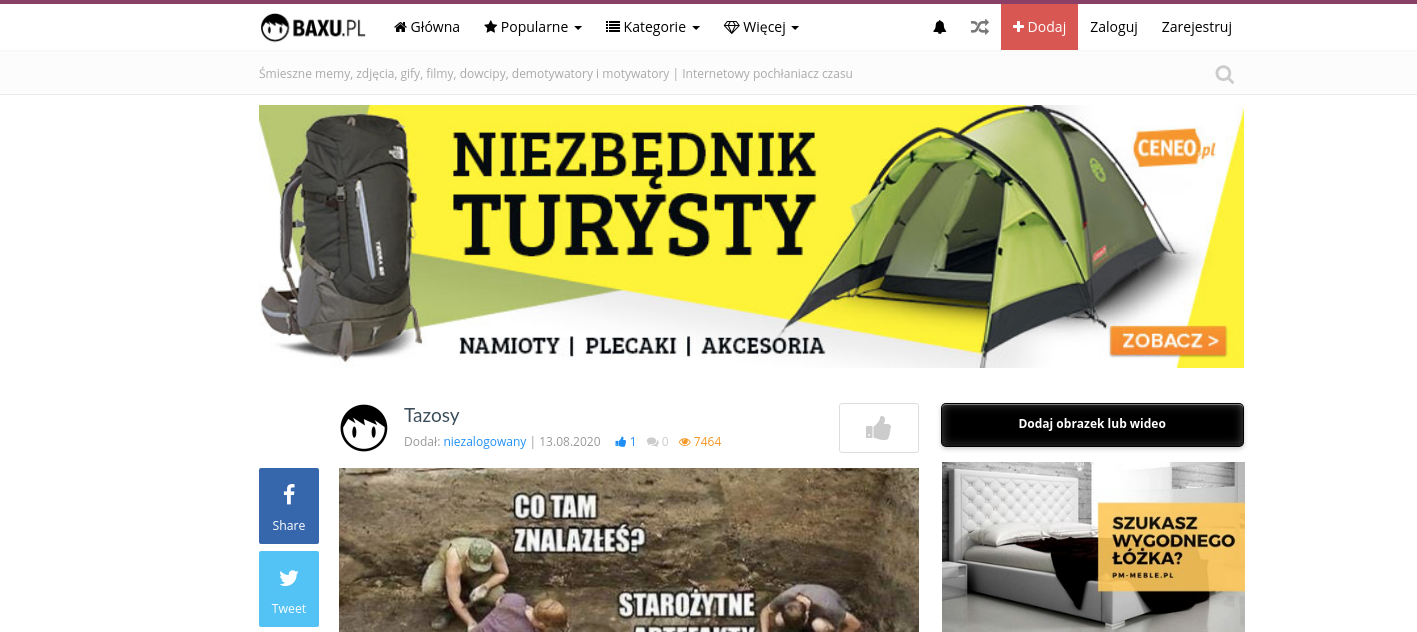 BAXU.PL Główna Popularne Kategorie Więcej Dodaj Zaloguj Zarejestruj
Śmieszne memy, zdjęcia, gify, filmy, dowcipy, demotywatory i motywatory | Internetowy pochłaniacz czasu
NIEZBĘDNIK
TURYSTY
CENEO.pl
NAMIOTY | PLECAKI | AKCESORIA
ZOBACZ >
Tazosy
Dodał: niezalogowany | 13.08.2020 1 0 7464
Dodaj obrazek lub wideo
Share
Tweet
CO TAM
ZNALAZŁEŚ?
STAROŻYTNE
ARTEFAKTY
SZUKASZ
WYGODNEGO
ŁÓŻKA?
PM-MEBLE.PL